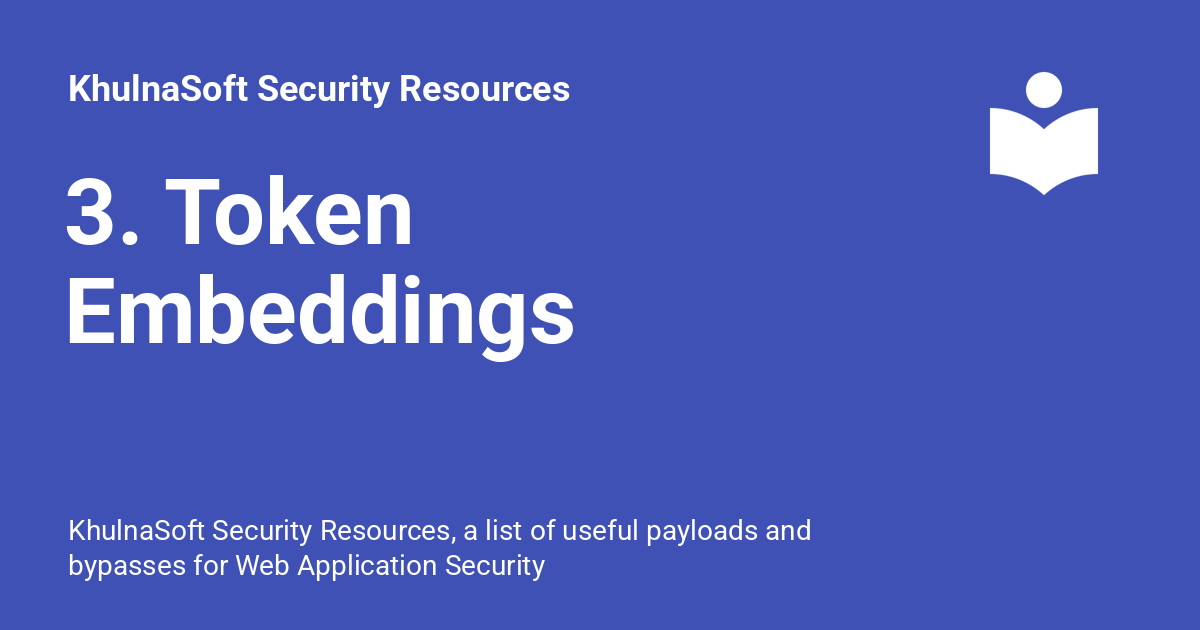 KhulnaSoft Security Resources
3. Token
Embeddings
KhulnaSoft Security Resources, a list of useful payloads and
bypasses for Web Application Security